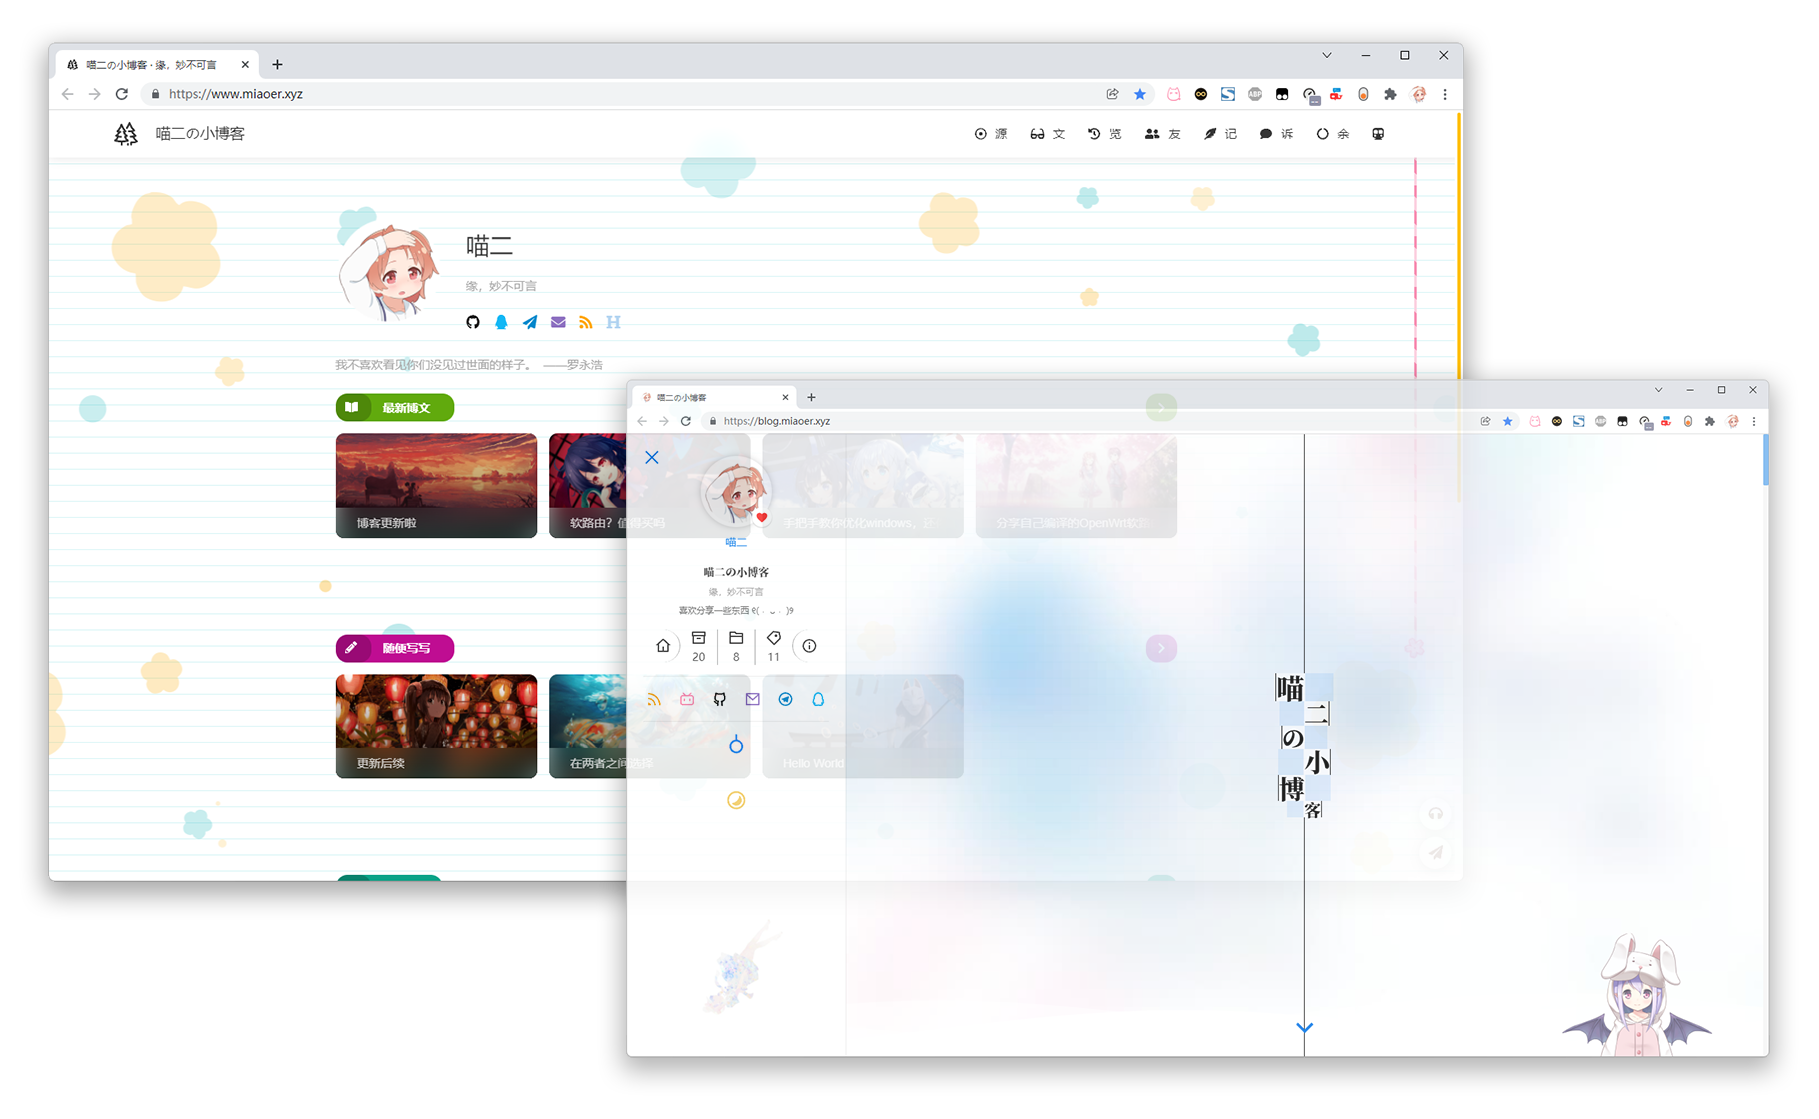 喵二の小博客 · 缘，妙不可言
https://www.miaoer.xyz
喵二の小博客
源 文 览 友 记 诉 余
喵二
缘，妙不可言
我不喜欢看见你们没见过世面的样子。 ——罗永浩
最新博文
博客更新啦
软路由？值得买吗
手把手教你优化windows，还
分享自己编泽的OpenWrt软路
随便写写
更新后续
在两者之间选择
Hello World
喵二の小博客
https://blog.miaoer.xyz
喵二
喵二の小博客
缘，妙不可言
喜欢分享一些东西
20 8 11
喵二の小博客